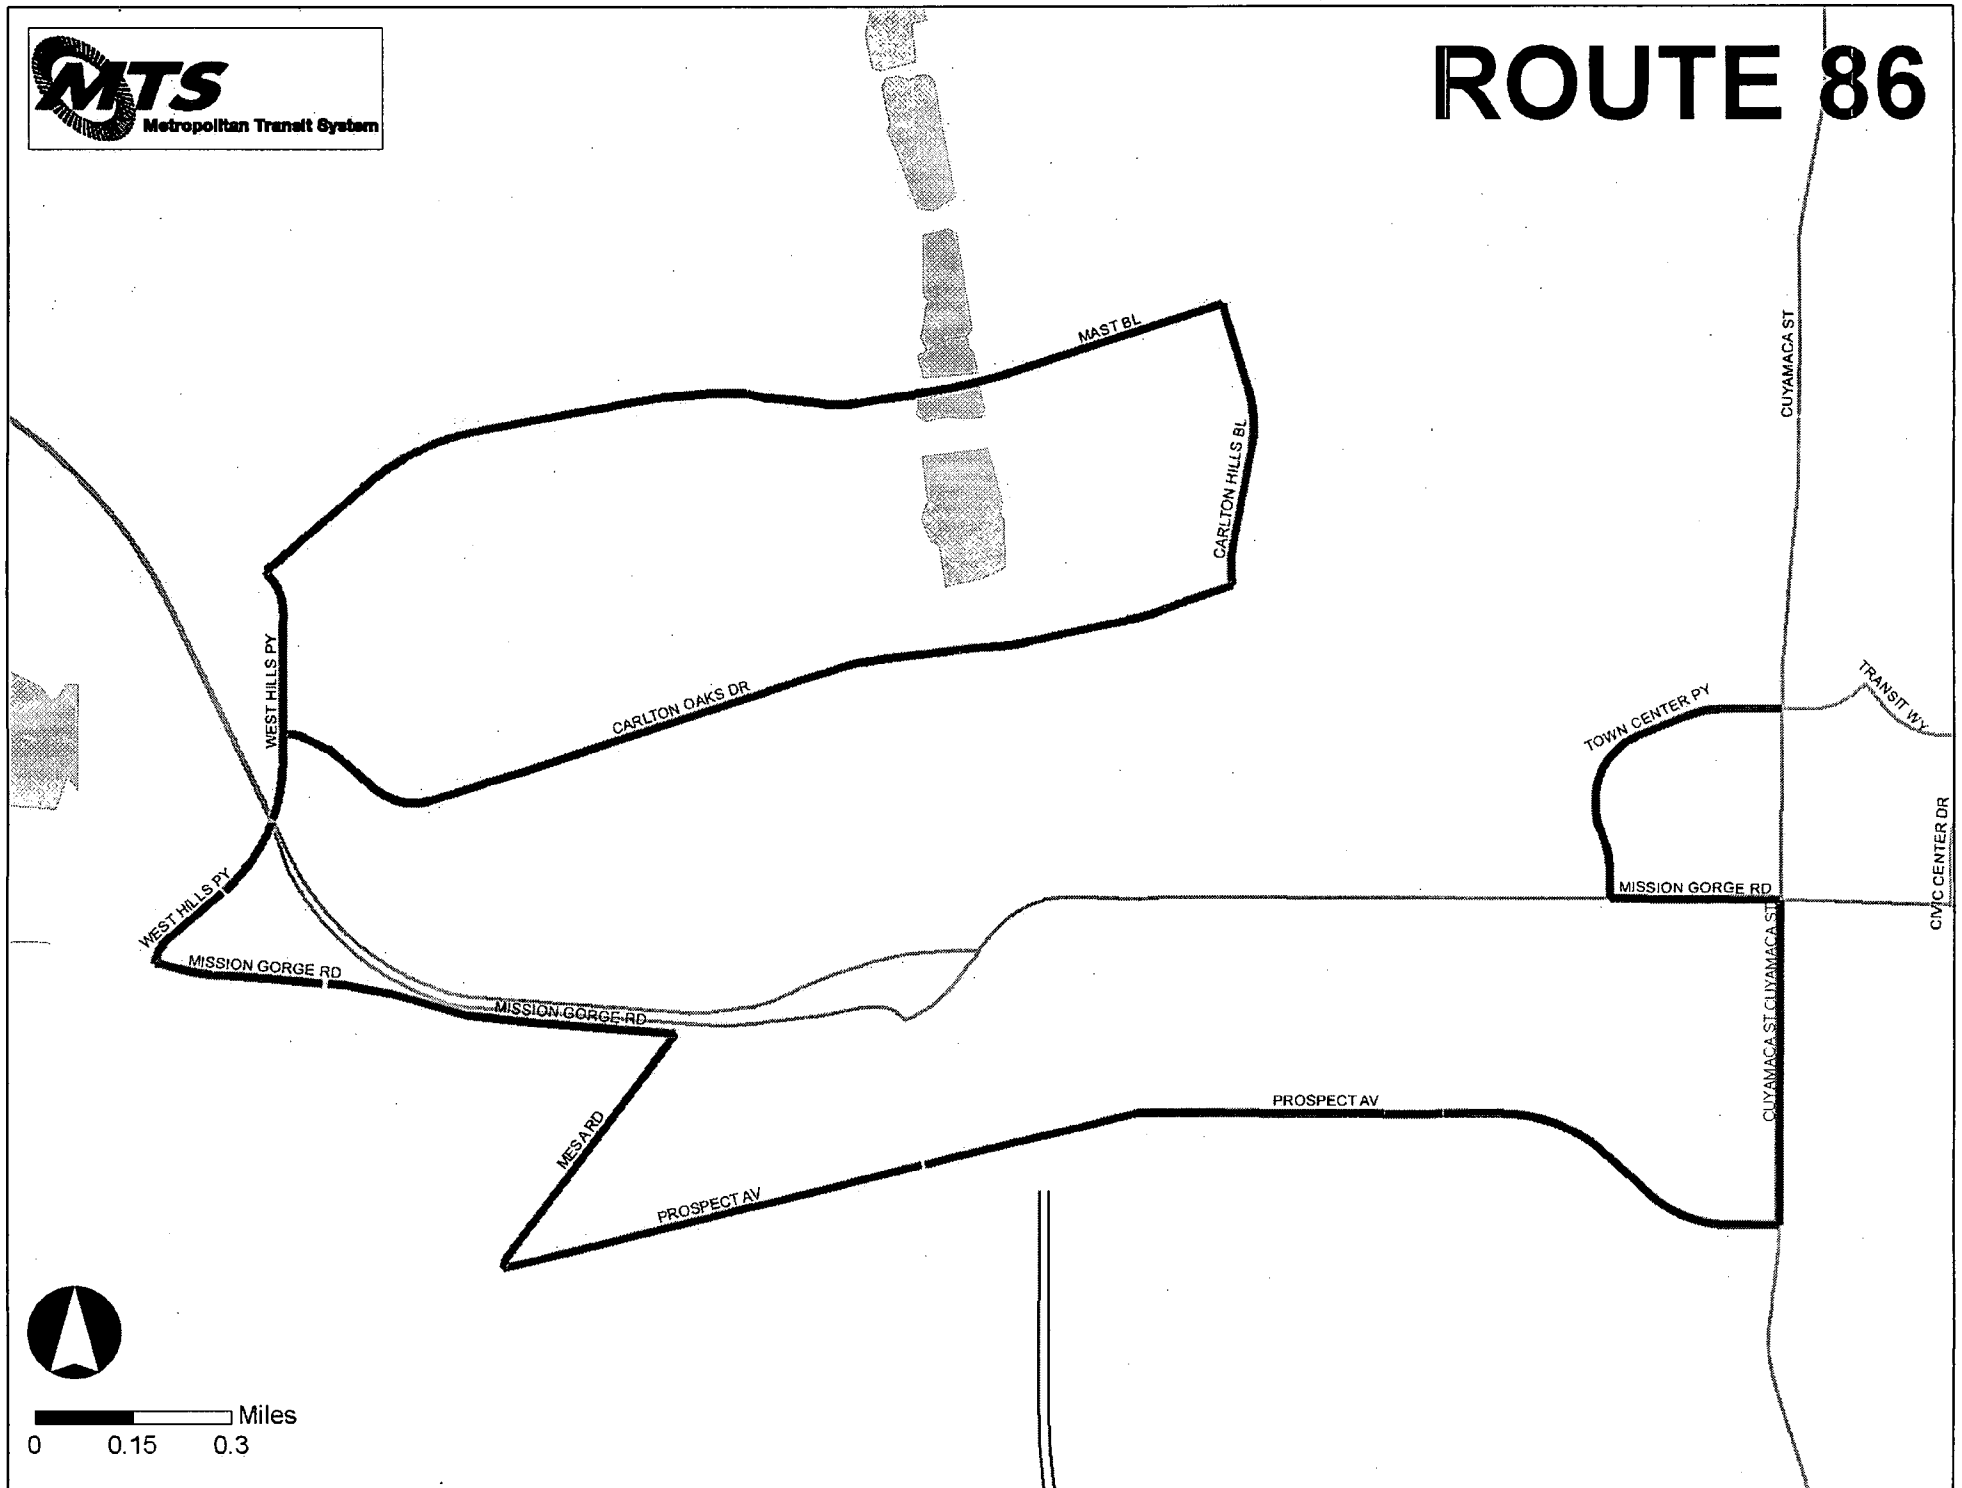 MTS
Metropolitan Transit System
ROUTE 86
MAST BL
CUYAMACA ST
CARLTON HILLS BL
WEST HILLS PY
CARLTON OAKS DR
TOWN CENTER PY
TRANSIT WY
CIVIC CENTER DR
MISSION GORGE RD
WEST HILLS PY
MISSION GORGE RD
MISSION GORGE RD
CUYAMACA ST CUYAMACA ST
MESA RD
PROSPECT AV
PROSPECT AV
Miles
0 0.15 0.3